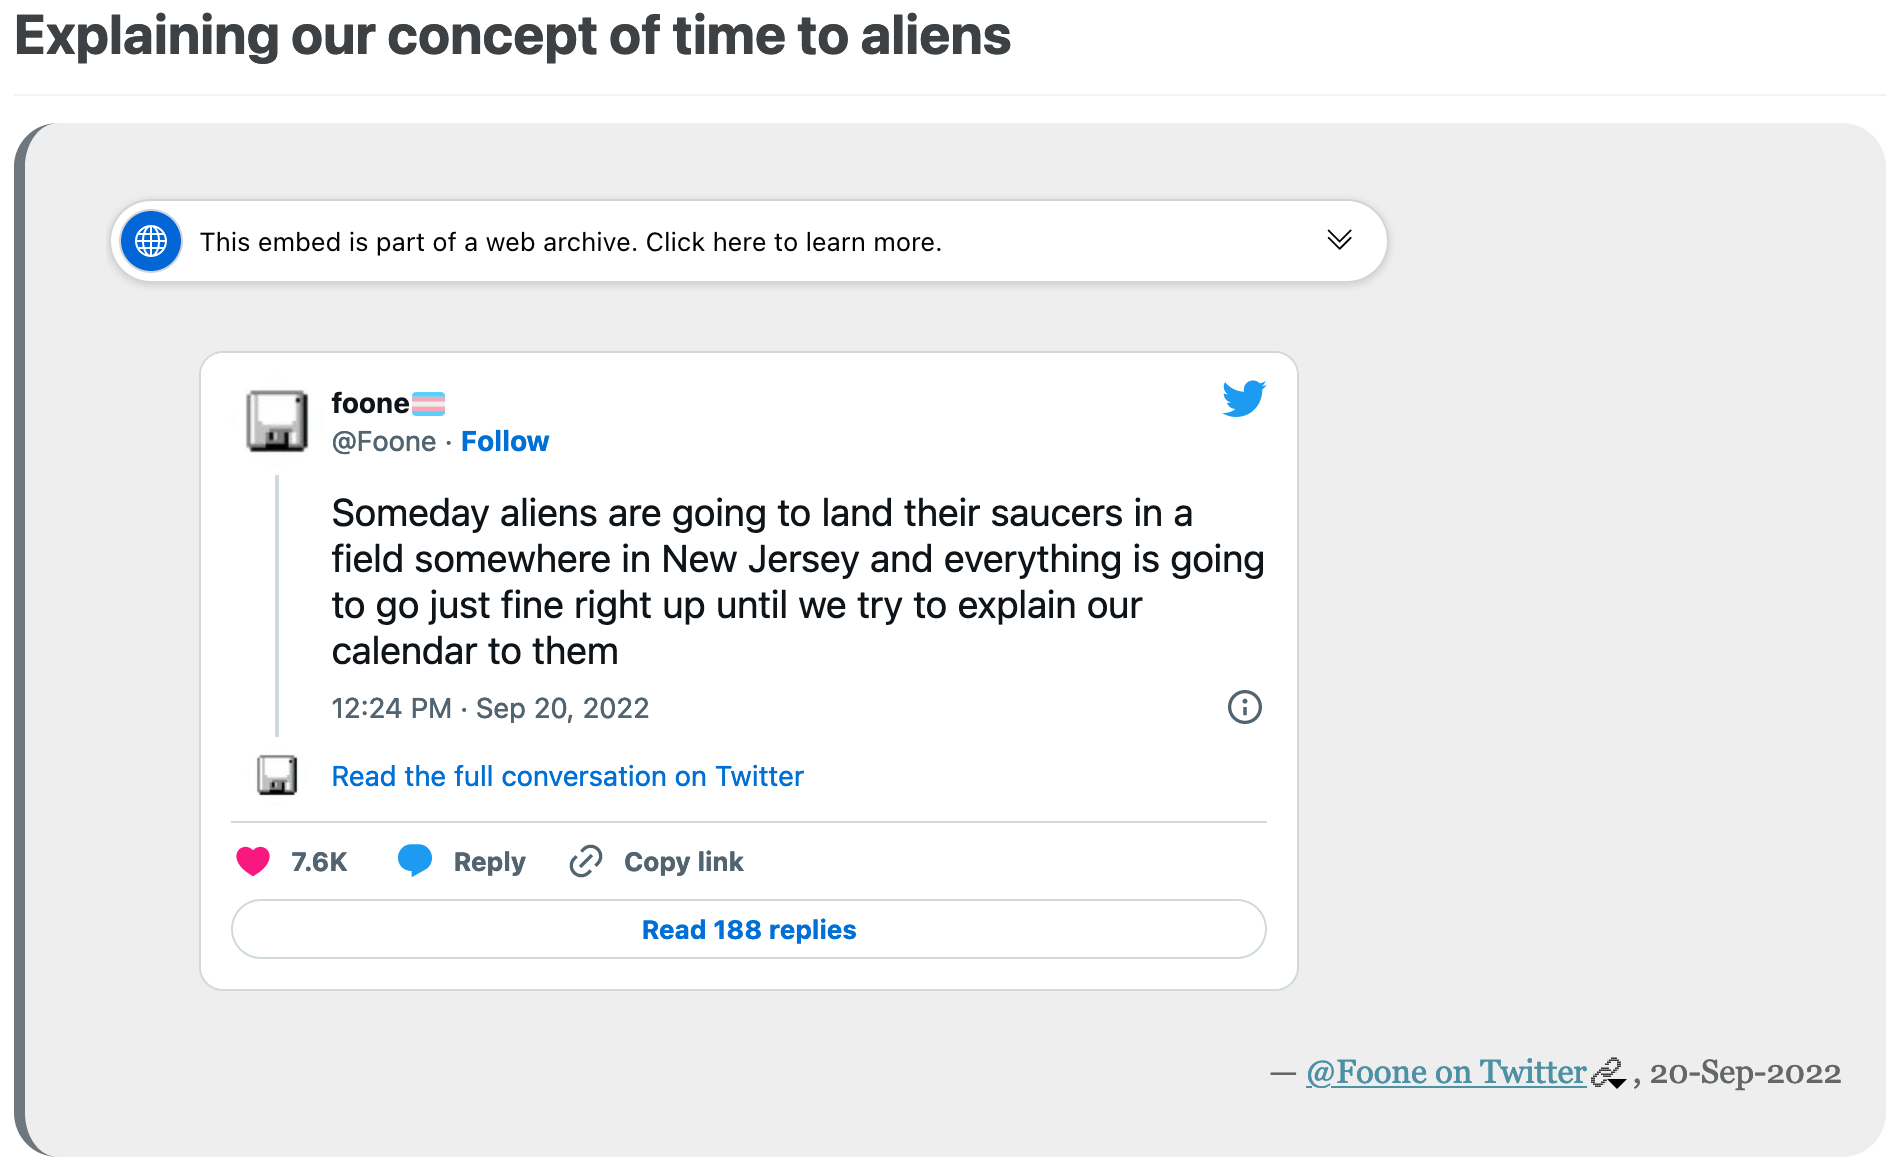 Explaining our concept of time to aliens
This embed is part of a web archive. Click here to learn more.
foone
@Foone · Follow
Someday aliens are going to land their saucers in a
field somewhere in New Jersey and everything is going
to go just fine right up until we try to explain our
calendar to them
12:24 PM · Sep 20, 2022
Read the full conversation on Twitter
7.6K Reply Copy link
Read 188 replies
— @Foone on Twitter, 20-Sep-2022